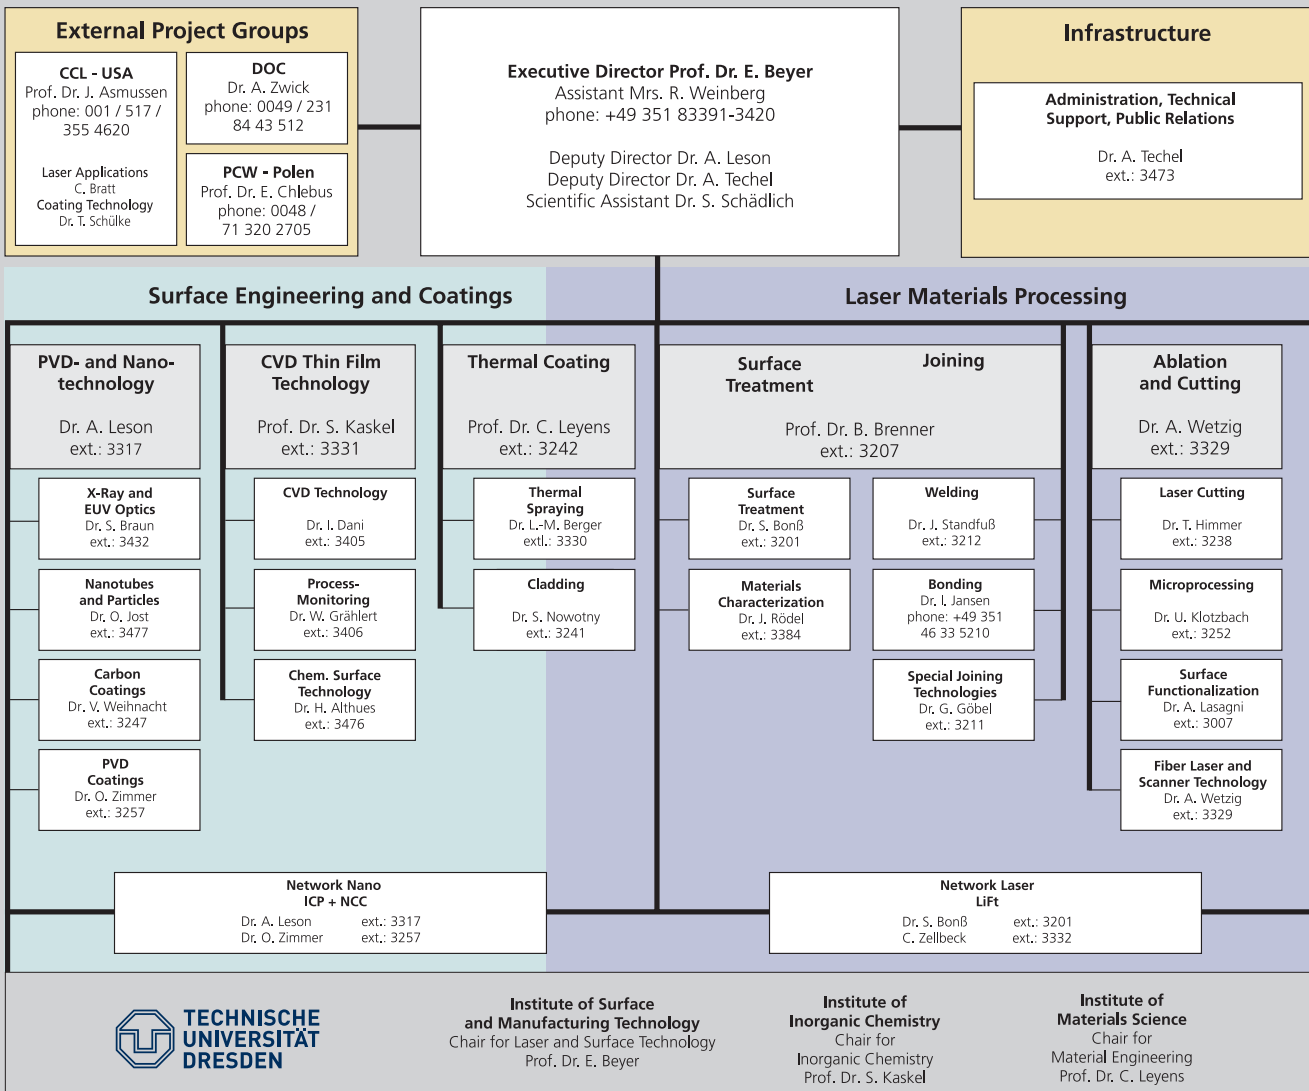 External Project Groups
CCL - USA
Prof. Dr. J. Asmussen
phone: 001 / 517 /
355 4620
Laser Applications
C. Bratt
Coating Technology
Dr. T. Schülke
DOC
Dr. A. Zwick
phone: 0049 / 231
84 43 512
PCW - Polen
Prof. Dr. E. Chlebus
phone: 0048 /
71 320 2705
Executive Director Prof. Dr. E. Beyer
Assistant Mrs. R. Weinberg
phone: +49 351 83391-3420
Deputy Director Dr. A. Leson
Deputy Director Dr. A. Techel
Scientific Assistant Dr. S. Schädlich
Infrastructure
Administration, Technical
Support, Public Relations
Dr. A. Techel
ext.: 3473
Surface Engineering and Coatings
Laser Materials Processing
PVD- and Nano-
technology
Dr. A. Leson
ext.: 3317
X-Ray and
EUV Optics
Dr. S. Braun
ext.: 3432
Nanotubes
and Particles
Dr. O. Jost
ext.: 3477
Carbon
Coatings
Dr. V. Weihnacht
ext.: 3247
PVD
Coatings
Dr. O. Zimmer
ext.: 3257
CVD Thin Film
Technology
Prof. Dr. S. Kaskel
ext.: 3331
CVD Technology
Dr. I. Dani
ext.: 3405
Process-
Monitoring
Dr. W. Grählert
ext.: 3406
Chem. Surface
Technology
Dr. H. Althues
ext.: 3476
Thermal Coating
Prof. Dr. C. Leyens
ext.: 3242
Thermal
Spraying
Dr. L.-M. Berger
extl.: 3330
Cladding
Dr. S. Nowotny
ext.: 3241
Surface
Treatment
Joining
Prof. Dr. B. Brenner
ext.: 3207
Surface
Treatment
Dr. S. Bonß
ext.: 3201
Materials
Characterization
Dr. J. Rödel
ext.: 3384
Welding
Dr. J. Standfuß
ext.: 3212
Bonding
Dr. I. Jansen
phone: +49 351
46 33 5210
Special Joining
Technologies
Dr. G. Göbel
ext.: 3211
Ablation
and Cutting
Dr. A. Wetzig
ext.: 3329
Laser Cutting
Dr. T. Himmer
ext.: 3238
Microprocessing
Dr. U. Klotzbach
ext.: 3252
Surface
Functionalization
Dr. A. Lasagni
ext.: 3007
Fiber Laser and
Scanner Technology
Dr. A. Wetzig
ext.: 3329
Network Nano
ICP + NCC
Dr. A. Leson ext.: 3317
Dr. O. Zimmer ext.: 3257
Network Laser
LiFt
Dr. S. Bonß ext.: 3201
C. Zellbeck ext.: 3332
TECHNISCHE
UNIVERSITÄT
DRESDEN
Institute of Surface
and Manufacturing Technology
Chair for Laser and Surface Technology
Prof. Dr. E. Beyer
Institute of
Inorganic Chemistry
Chair for
Inorganic Chemistry
Prof. Dr. S. Kaskel
Institute of
Materials Science
Chair for
Material Engineering
Prof. Dr. C. Leyens